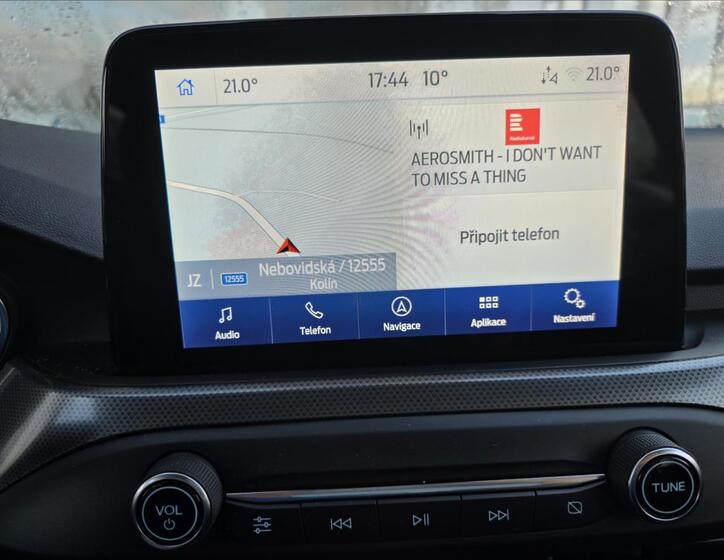 21.0°
17:44
10°
21.0°
Radiožurnál
AEROSMITH - I DON'T WANT
TO MISS A THING
Připojit telefon
JZ
12555
Nebovidská / 12555
Kolín
Audio
Telefon
Navigace
Aplikace
Nastavení
VOL
TUNE